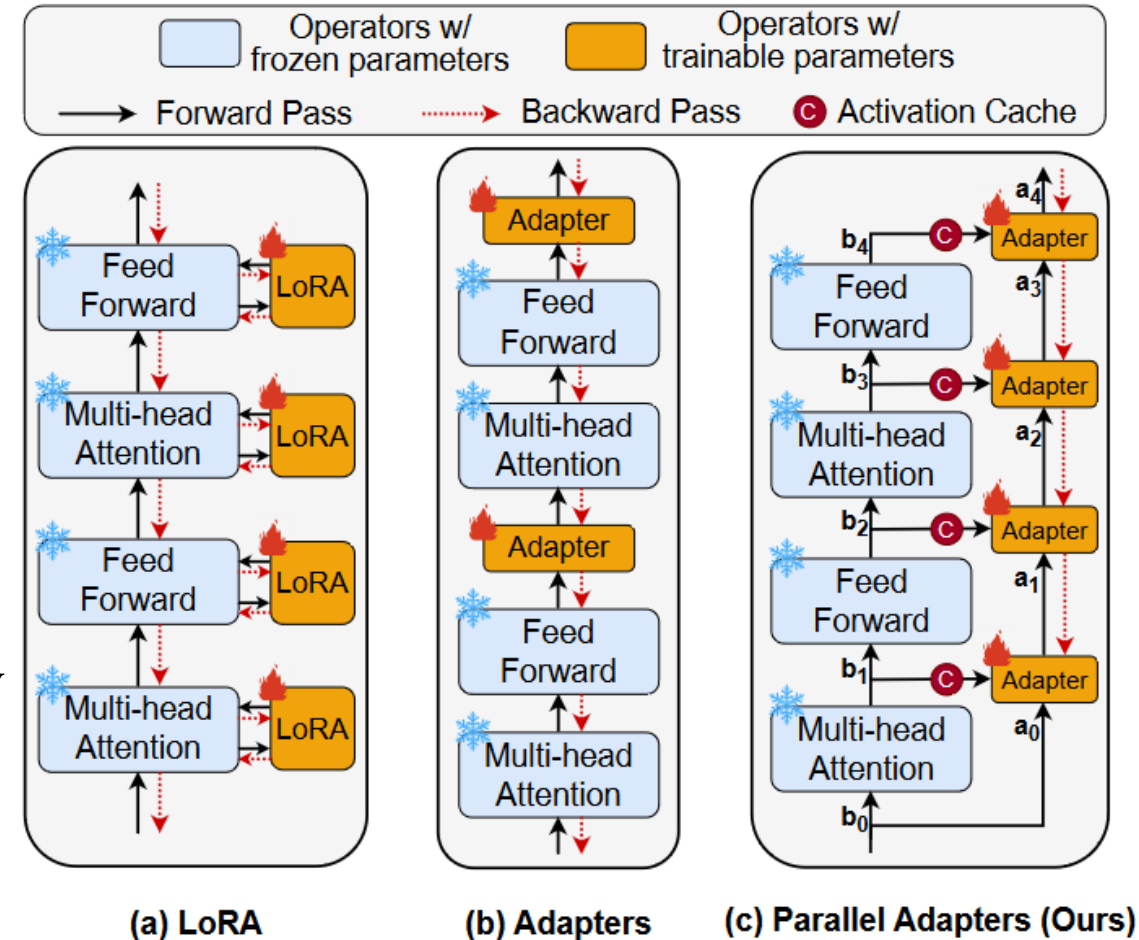 Operators w/
frozen parameters
Operators w/
trainable parameters
Forward Pass
Backward Pass
C Activation Cache
Feed
Forward
LoRA
Multi-head
Attention
LoRA
Feed
Forward
LoRA
Multi-head
Attention
LoRA
(a) LoRA
Adapter
Feed
Forward
Multi-head
Attention
Adapter
Feed
Forward
Multi-head
Attention
(b) Adapters
a4
b4
C
Adapter
Feed
Forward
a3
b3
C
Adapter
Multi-head
Attention
a2
b2
C
Adapter
Feed
Forward
a1
b1
C
Adapter
Multi-head
Attention
a0
b0
(c) Parallel Adapters (Ours)